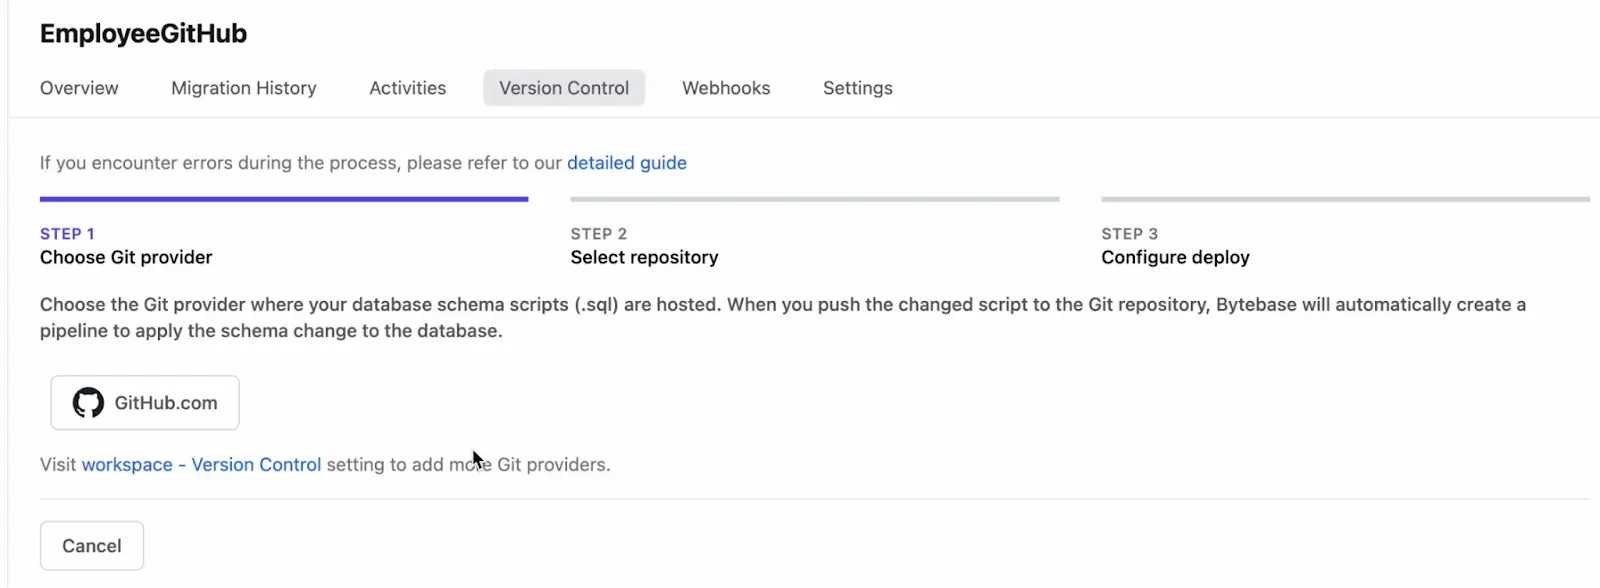 EmployeeGitHub
Overview Migration History Activities Version Control Webhooks Settings
If you encounter errors during the process, please refer to our detailed guide
STEP 1
Choose Git provider
STEP 2
Select repository
STEP 3
Configure deploy
Choose the Git provider where your database schema scripts (.sql) are hosted. When you push the changed script to the Git repository, Bytebase will automatically create a
pipeline to apply the schema change to the database.
GitHub.com
Visit workspace - Version Control setting to add more Git providers.
Cancel